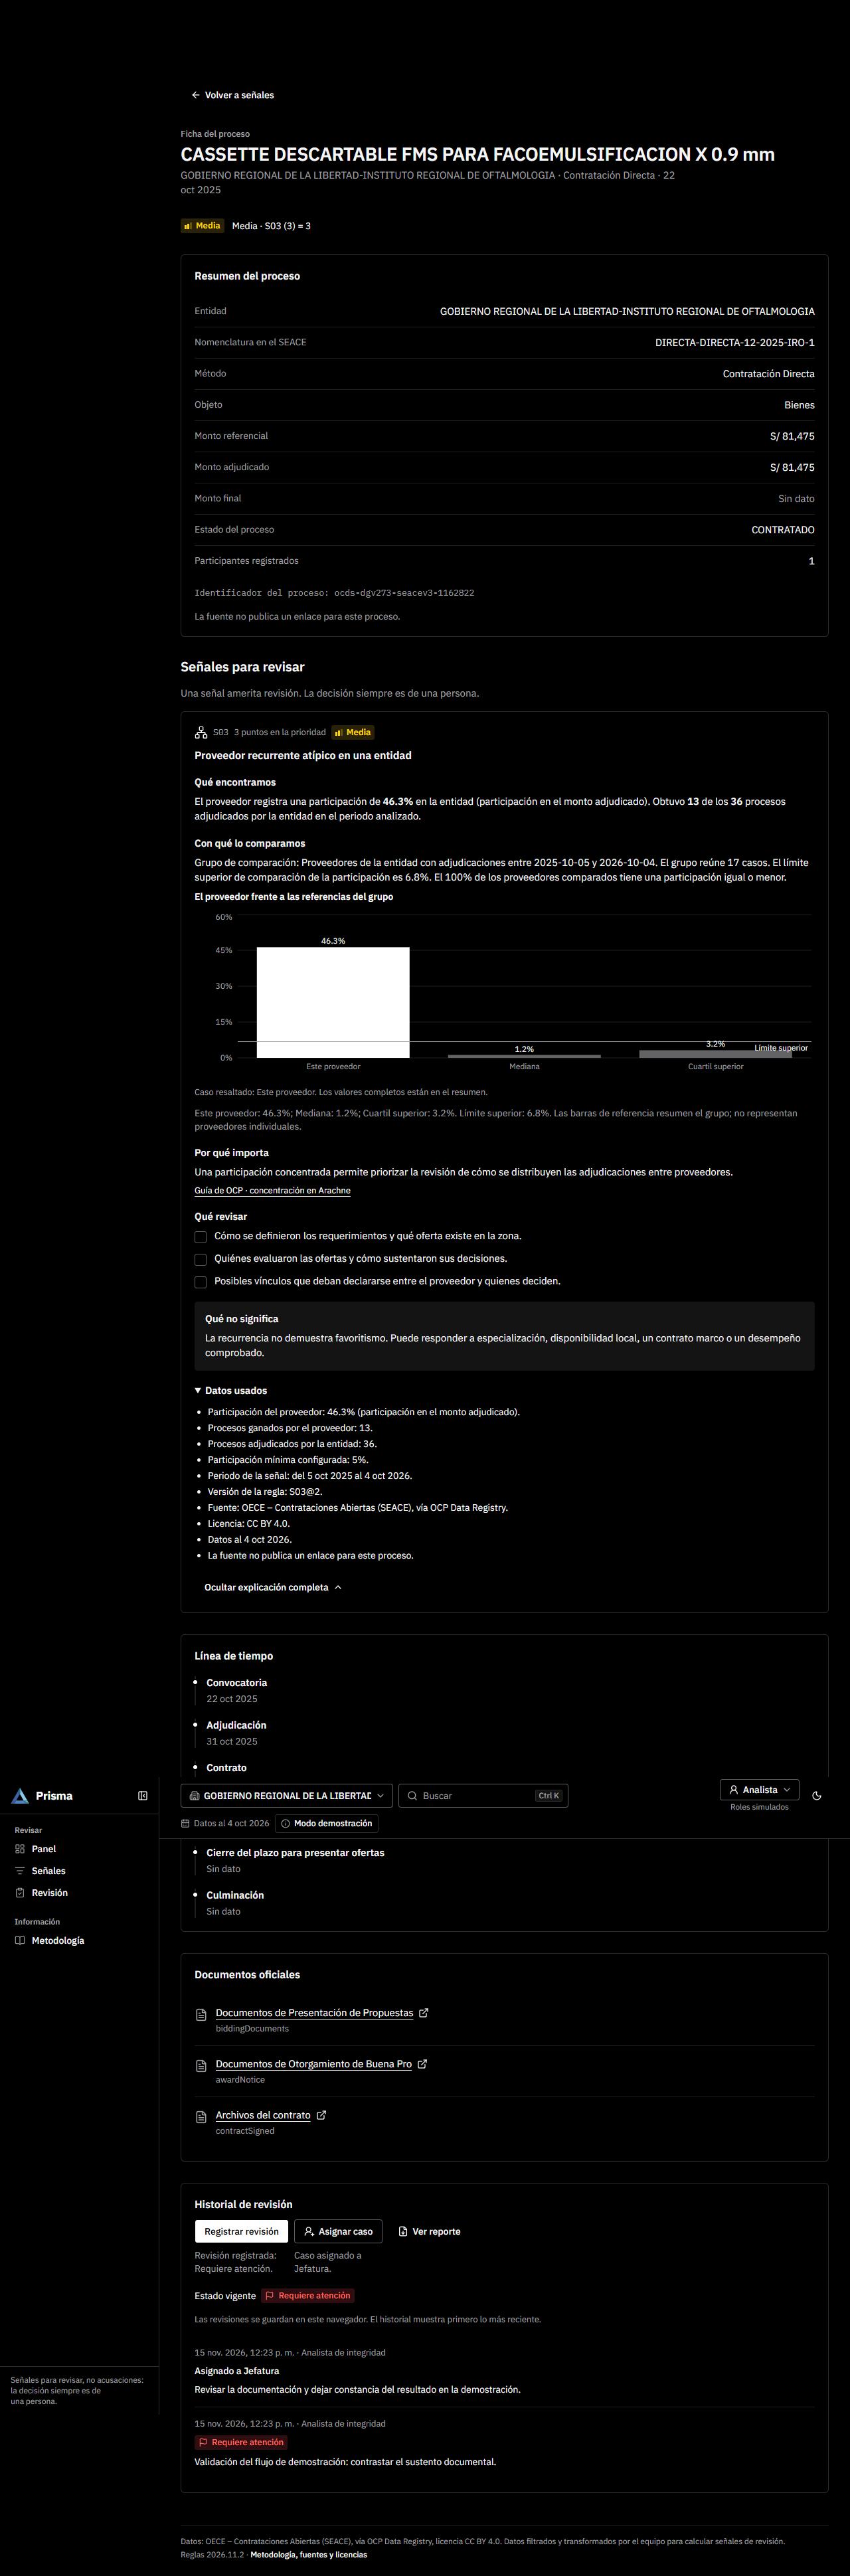 Volver a señales
Ficha del proceso
CASSETTE DESCARTABLE FMS PARA FACOEMULSIFICACION X 0.9 mm
GOBIERNO REGIONAL DE LA LIBERTAD-INSTITUTO REGIONAL DE OFTALMOLOGIA · Contratación Directa · 22
oct 2025
Media Media · S03 (3) = 3
Resumen del proceso
Entidad GOBIERNO REGIONAL DE LA LIBERTAD-INSTITUTO REGIONAL DE OFTALMOLOGIA
Nomenclatura en el SEACE DIRECTA-DIRECTA-12-2025-IRO-1
Método Contratación Directa
Objeto Bienes
Monto referencial S/ 81,475
Monto adjudicado S/ 81,475
Monto final Sin dato
Estado del proceso CONTRATADO
Participantes registrados 1
Identificador del proceso: ocds-dgv273-seacev3-1162822
La fuente no publica un enlace para este proceso.
Señales para revisar
Una señal amerita revisión. La decisión siempre es de una persona.
S03 3 puntos en la prioridad Media
Proveedor recurrente atípico en una entidad
Qué encontramos
El proveedor registra una participación de 46.3% en la entidad (participación en el monto adjudicado). Obtuvo 13 de los 36 procesos
adjudicados por la entidad en el periodo analizado.
Con qué lo comparamos
Grupo de comparación: Proveedores de la entidad con adjudicaciones entre 2025-10-05 y 2026-10-04. El grupo reúne 17 casos. El límite
superior de comparación de la participación es 6.8%. El 100% de los proveedores comparados tiene una participación igual o menor.
El proveedor frente a las referencias del grupo
60%
45%
30%
15%
0%
46.3%
1.2%
3.2%
Límite superior
Este proveedor
Mediana
Cuartil superior
Caso resaltado: Este proveedor. Los valores completos están en el resumen.
Este proveedor: 46.3%; Mediana: 1.2%; Cuartil superior: 3.2%. Límite superior: 6.8%. Las barras de referencia resumen el grupo; no representan
proveedores individuales.
Por qué importa
Una participación concentrada permite priorizar la revisión de cómo se distribuyen las adjudicaciones entre proveedores.
Guía de OCP · concentración en Arachne
Qué revisar
Cómo se definieron los requerimientos y qué oferta existe en la zona.
Quiénes evaluaron las ofertas y cómo sustentaron sus decisiones.
Posibles vínculos que deban declararse entre el proveedor y quienes deciden.
Qué no significa
La recurrencia no demuestra favoritismo. Puede responder a especialización, disponibilidad local, un contrato marco o un desempeño
comprobado.
Datos usados
Participación del proveedor: 46.3% (participación en el monto adjudicado).
Procesos ganados por el proveedor: 13.
Procesos adjudicados por la entidad: 36.
Participación mínima configurada: 5%.
Periodo de la señal: del 5 oct 2025 al 4 oct 2026.
Versión de la regla: S03@2.
Fuente: OECE – Contrataciones Abiertas (SEACE), vía OCP Data Registry.
Licencia: CC BY 4.0.
Datos al 4 oct 2026.
La fuente no publica un enlace para este proceso.
Ocultar explicación completa
Línea de tiempo
Convocatoria
22 oct 2025
Adjudicación
31 oct 2025
Contrato
Prisma
GOBIERNO REGIONAL DE LA LIBERTAD
Buscar Ctrl K
Analista
Roles simulados
Datos al 4 oct 2026 Modo demostración
Revisar
Panel
Señales
Revisión
Información
Metodología
Cierre del plazo para presentar ofertas
Sin dato
Culminación
Sin dato
Documentos oficiales
Documentos de Presentación de Propuestas
biddingDocuments
Documentos de Otorgamiento de Buena Pro
awardNotice
Archivos del contrato
contractSigned
Historial de revisión
Registrar revisión Asignar caso Ver reporte
Revisión registrada:
Requiere atención.
Caso asignado a
Jefatura.
Estado vigente Requiere atención
Las revisiones se guardan en este navegador. El historial muestra primero lo más reciente.
15 nov. 2026, 12:23 p. m. · Analista de integridad
Asignado a Jefatura
Revisar la documentación y dejar constancia del resultado en la demostración.
15 nov. 2026, 12:23 p. m. · Analista de integridad
Requiere atención
Validación del flujo de demostración: contrastar el sustento documental.
Señales para revisar, no acusaciones:
la decisión siempre es de
una persona.
Datos: OECE – Contrataciones Abiertas (SEACE), vía OCP Data Registry, licencia CC BY 4.0. Datos filtrados y transformados por el equipo para calcular señales de revisión.
Reglas 2026.11.2 · Metodología, fuentes y licencias